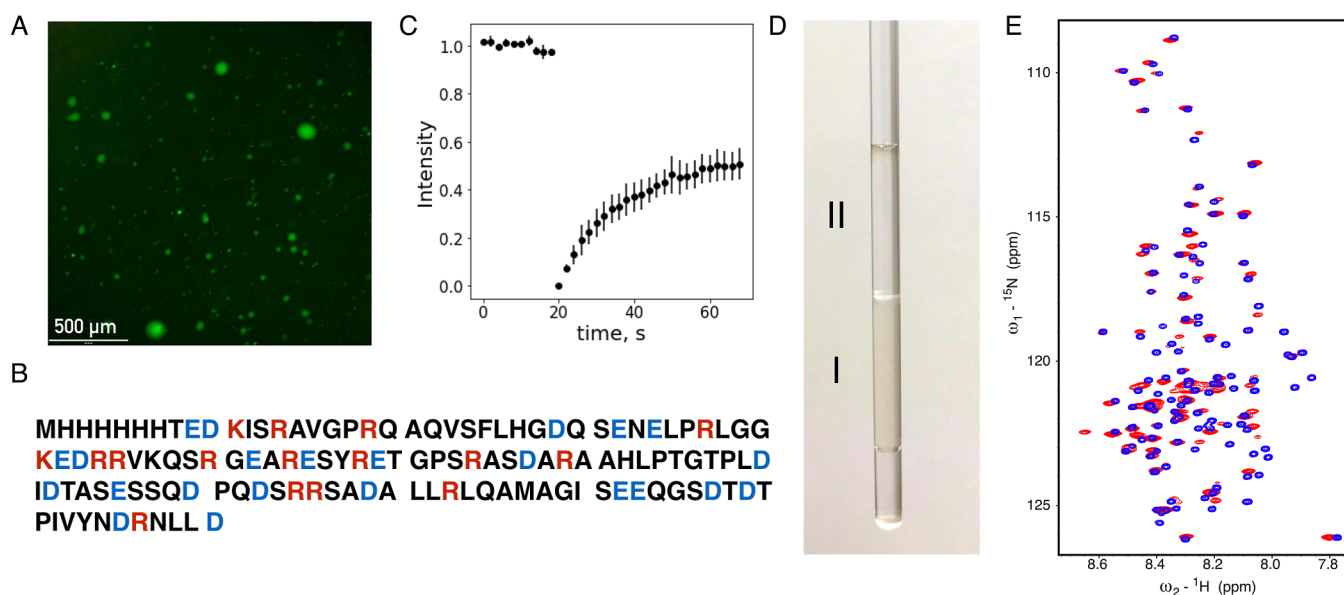 A
500 µm
B
MHHHHHHTED KISRAVGPRQ AQVSFLHGDQ SENELPRLGG
KEDRRVKQSR GEARESYRET GPSRASDARA AHLPTGTPLD
IDTASESSQD PQDSRRSADA LLRLQAMAGI SEEQGSDTDT
PIVYNDRNLL D
C
1.0
0.8
0.6
0.4
0.2
0.0
Intensity
0 20 40 60
time, s
D
II
I
E
110
115
120
125
ω₁ - ¹⁵N (ppm)
8.6 8.4 8.2 8.0 7.8
ω₂ - ¹H (ppm)